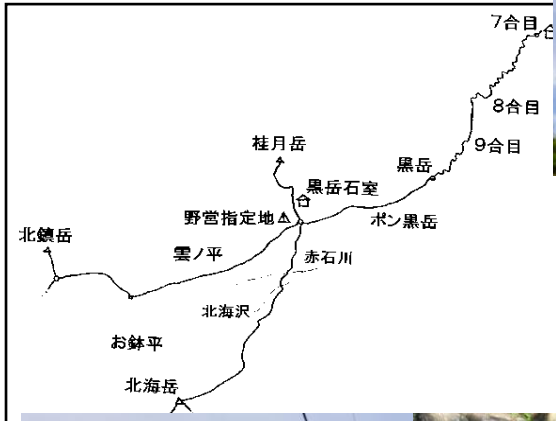 7合目
8合目
9合目
桂月岳
黒岳
黒岳石室
野営指定地
ポン黒岳
北鎮岳
雲ノ平
赤石川
北海沢
お鉢平
北海岳